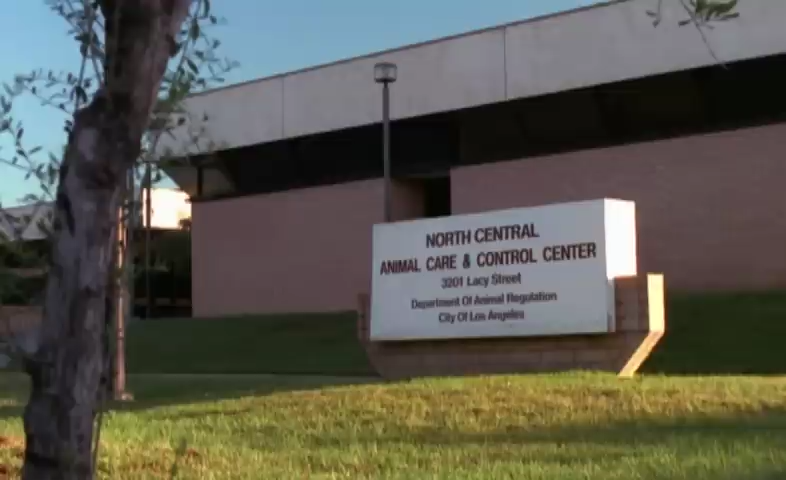 NORTH CENTRAL
ANIMAL CARE & CONTROL CENTER
3201 Lacy Street
Department Of Animal Regulation
City Of Los Angeles